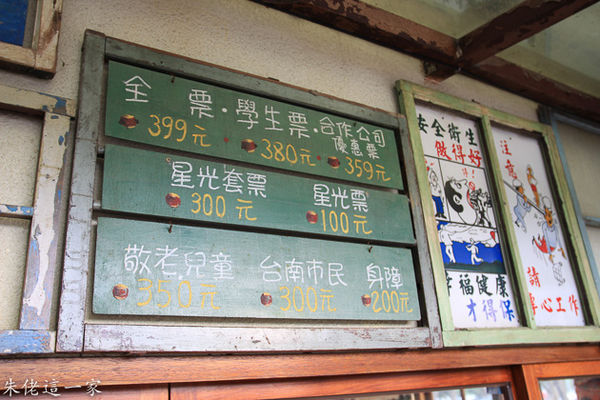 全票・學生票・合作公司
優惠票
399元 380元 359元
星光套票 星光票
300元 100元
敬老兒童 台南市民 身障
350元 300元 200元
安全衛生
做得好
幸福健康
才得保
注意
請
專心工作
朱佬這一家